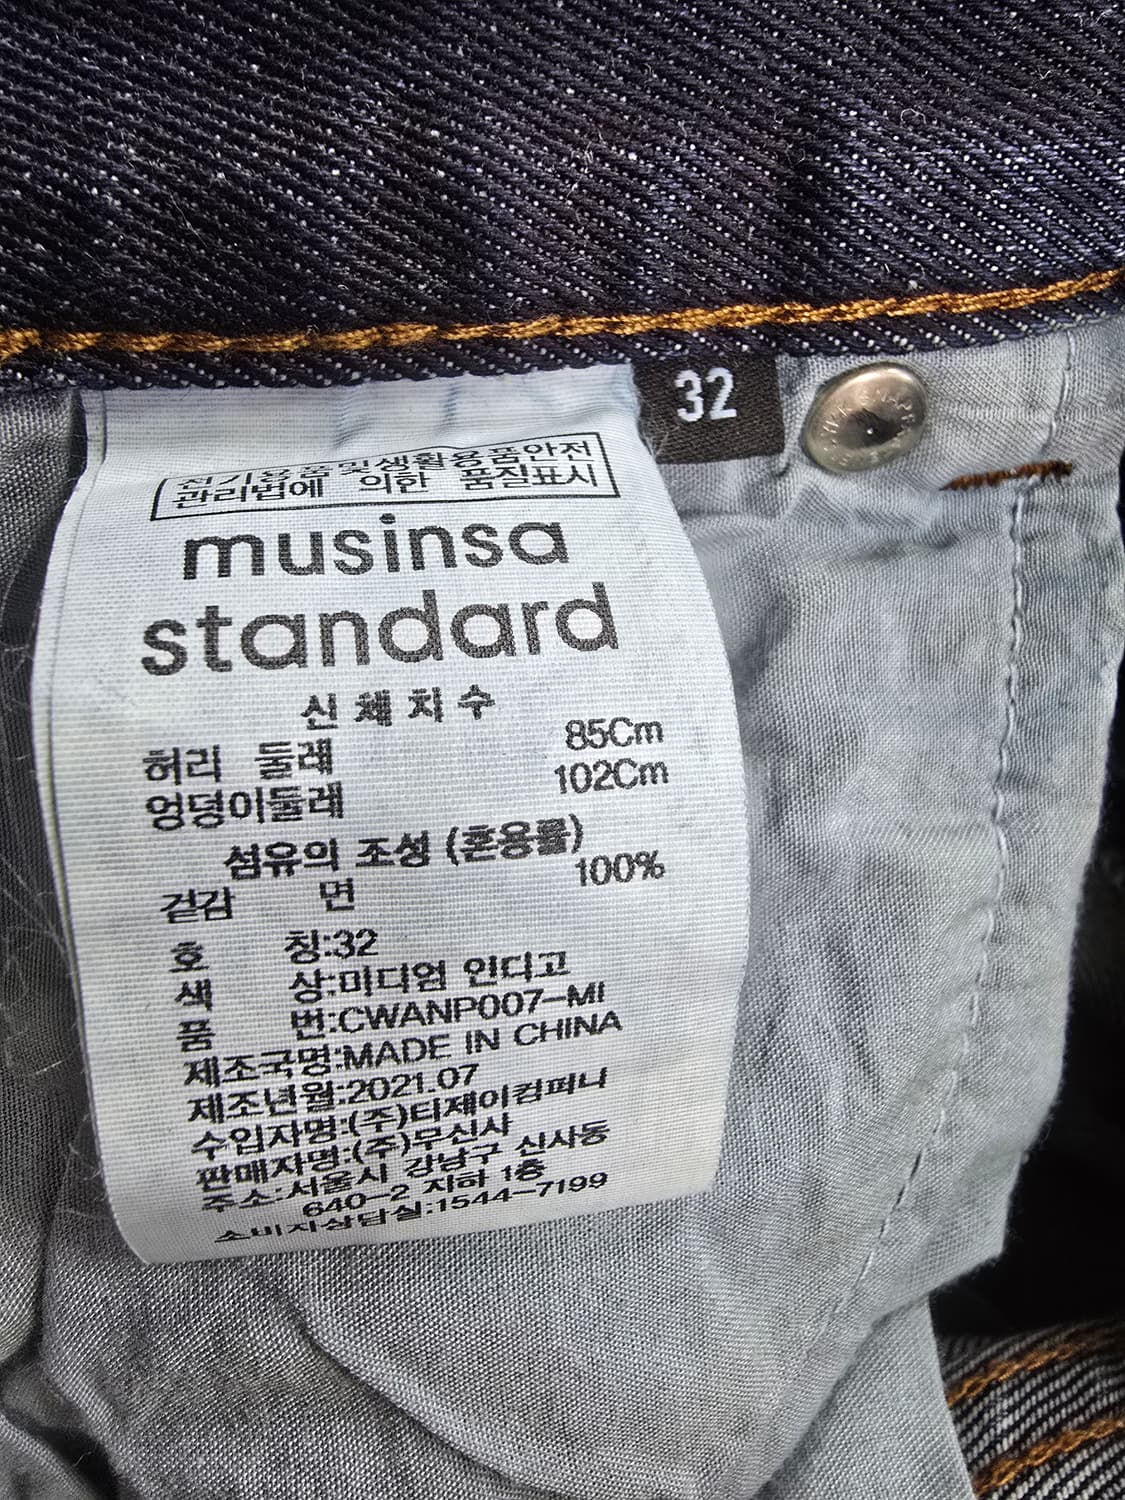 전기용품및생활용품안전
관리법에 의한 품질표시
32
musinsa
standard
신체치수
허리 둘레 85Cm
엉덩이둘레 102Cm
섬유의 조성 (혼용률)
겉감 면 100%
호 칭:32
색 상:미디엄 인디고
품 번:CWANP007-MI
제조국명:MADE IN CHINA
제조년월:2021.07
수입자명:(주)티제이컴퍼니
판매자명:(주)무신사
주소:서울시 강남구 신사동
640-2 지하 1층
소비자상담실:1544-7199